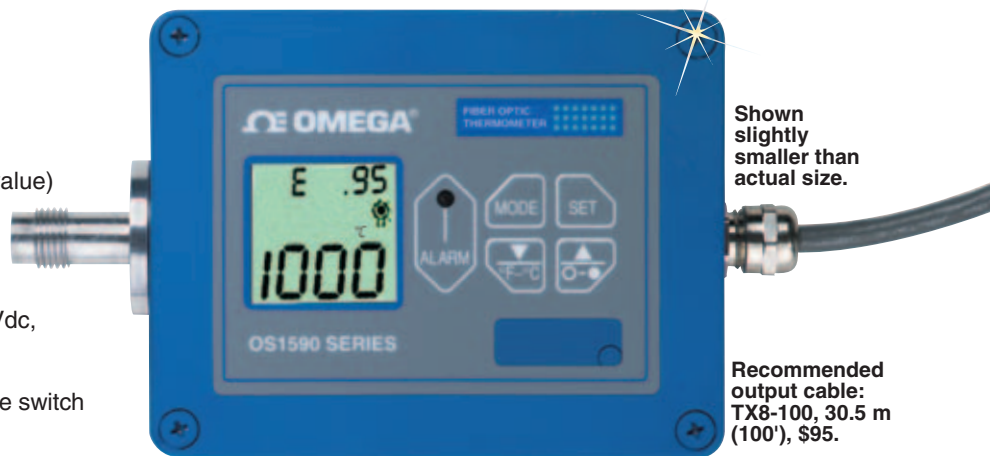 ΩE OMEGA®
FIBER OPTIC
THERMOMETER
Shown
slightly
smaller than
actual size.
alue)
E .95
°C
1000
ALARM
MODE
SET
°F–°C
Vdc,
OS1590 SERIES
e switch
Recommended
output cable:
TX8-100, 30.5 m
(100'), $95.